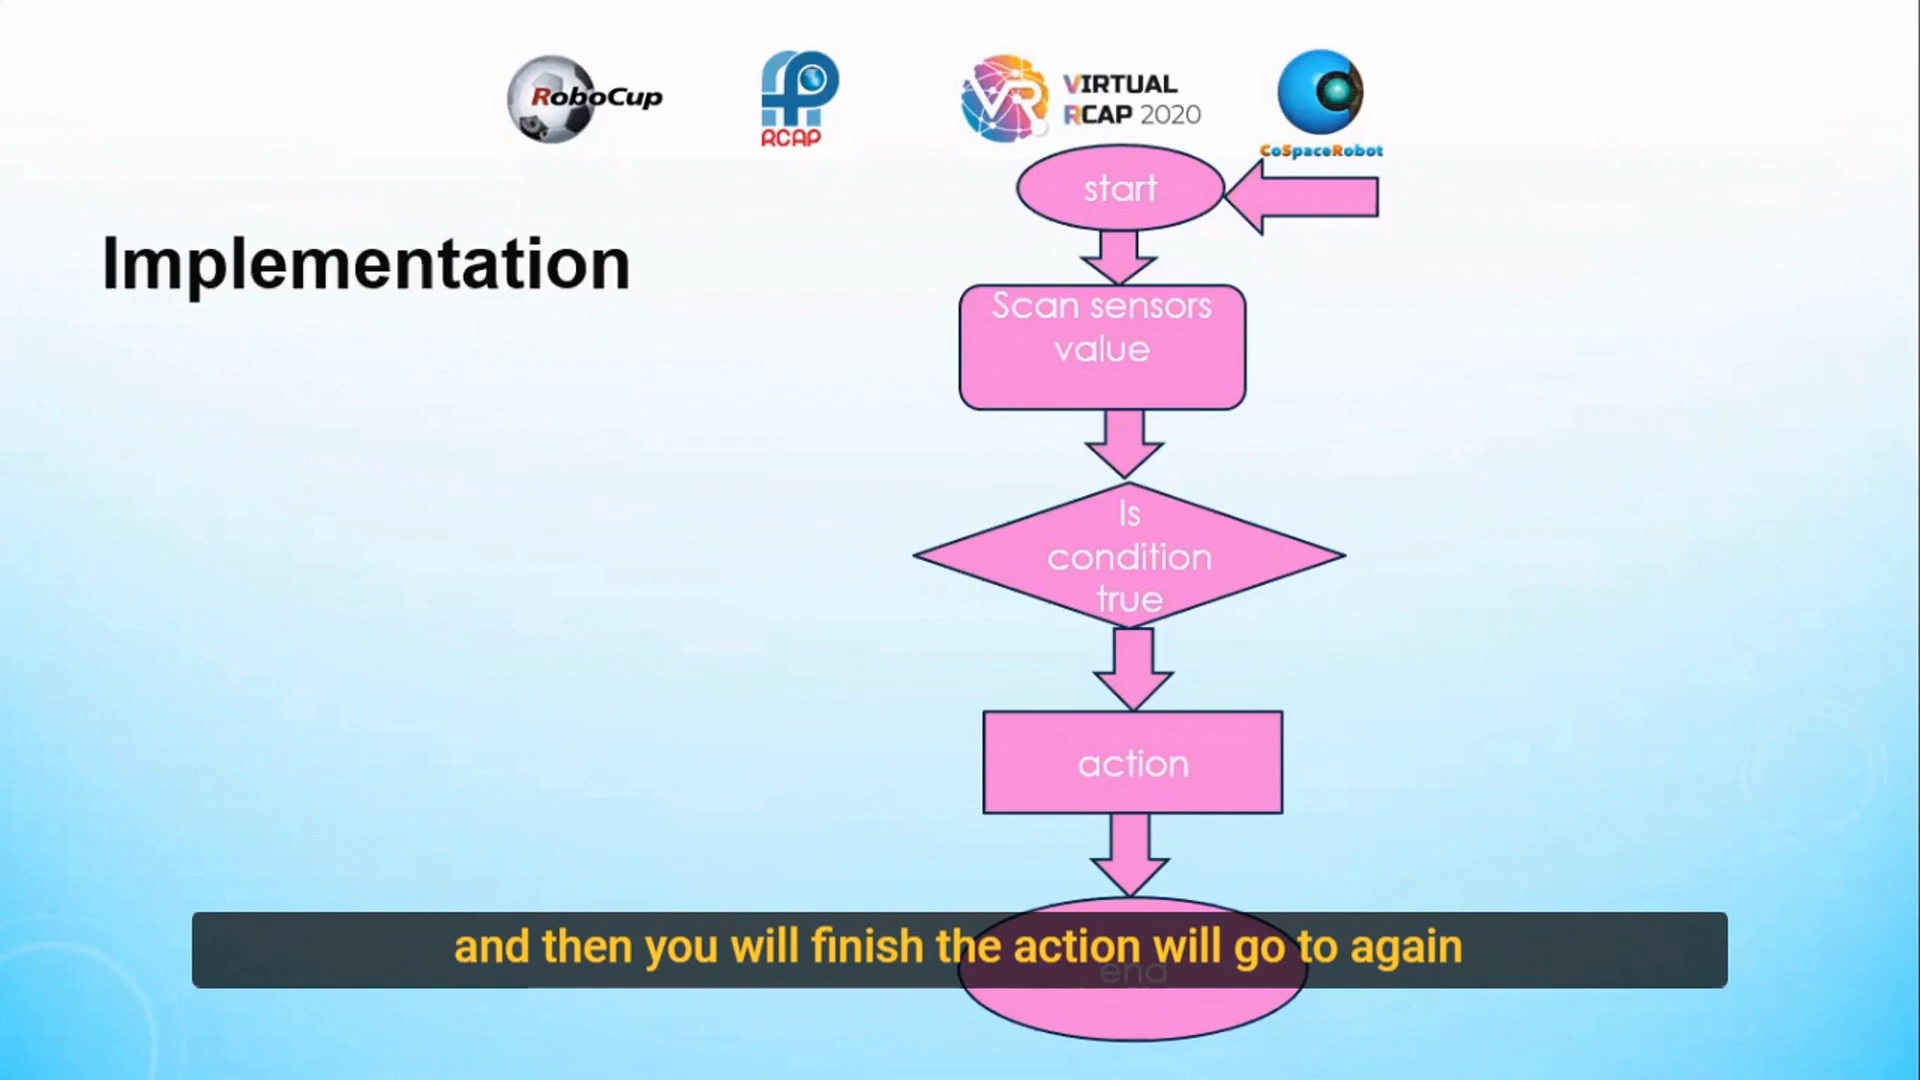 RoboCup
RCAP
VIRTUAL
RCAP 2020
VR
CoSpaceRobot
start
Implementation
Scan sensors
value
Is
condition
true
action
and then you will finish the action will go to again
end